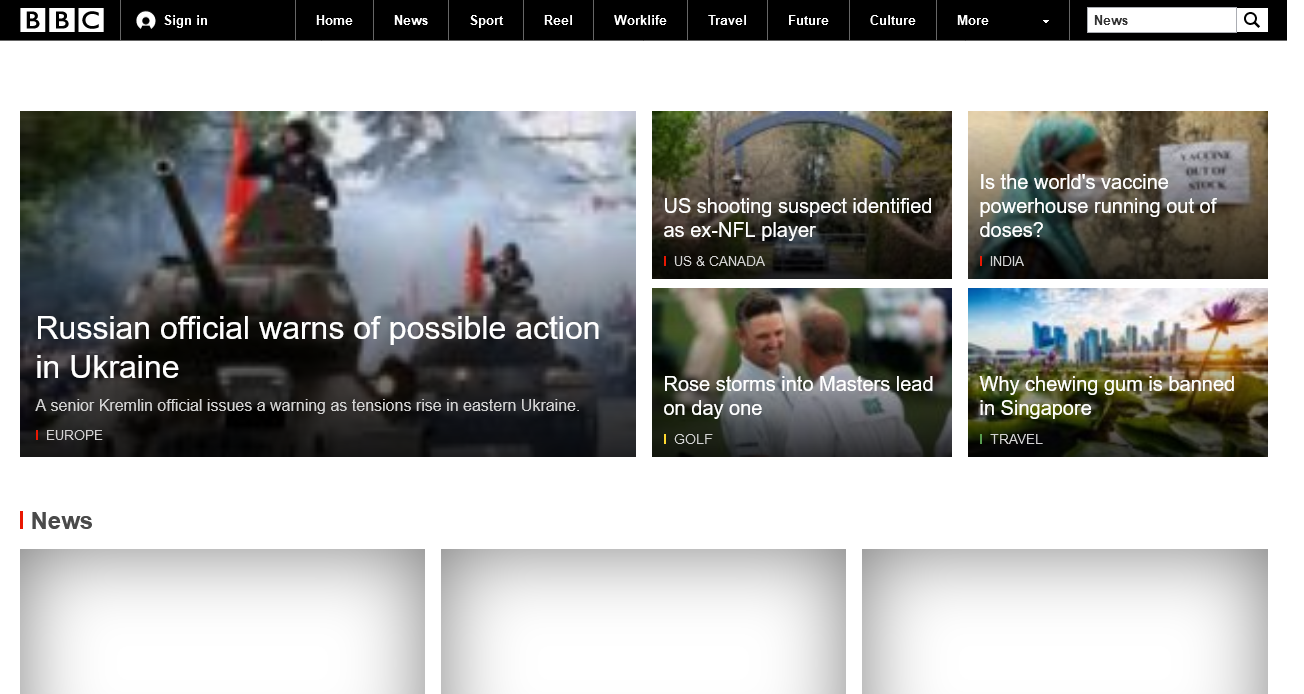 BBC
Sign in
Home
News
Sport
Reel
Worklife
Travel
Future
Culture
More
News
Russian official warns of possible action
in Ukraine
A senior Kremlin official issues a warning as tensions rise in eastern Ukraine.
EUROPE
US shooting suspect identified
as ex-NFL player
US & CANADA
VACCINE
OUT OF
STOCK
Is the world's vaccine
powerhouse running out of
doses?
INDIA
Rose storms into Masters lead
on day one
GOLF
Why chewing gum is banned
in Singapore
TRAVEL
News